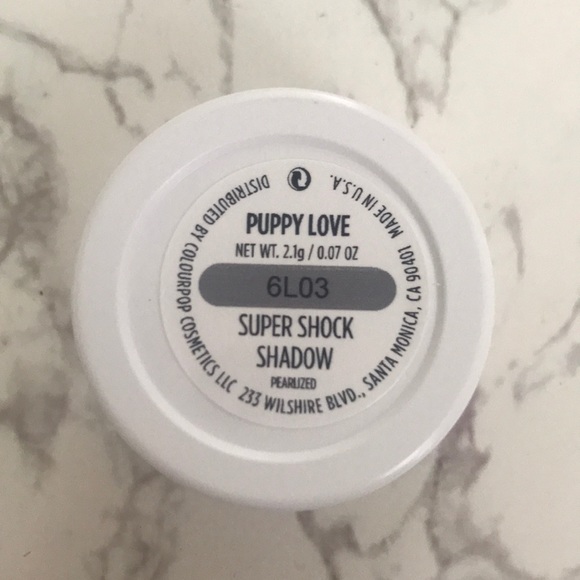 PUPPY LOVE
NET WT. 2.1g / 0.07 OZ
6L03
SUPER SHOCK
SHADOW
PEARLIZED
DISTRIBUTED BY COLOURPOP COSMETICS LLC 233 WILSHIRE BLVD., SANTA MONICA, CA 90401 MADE IN U.S.A.